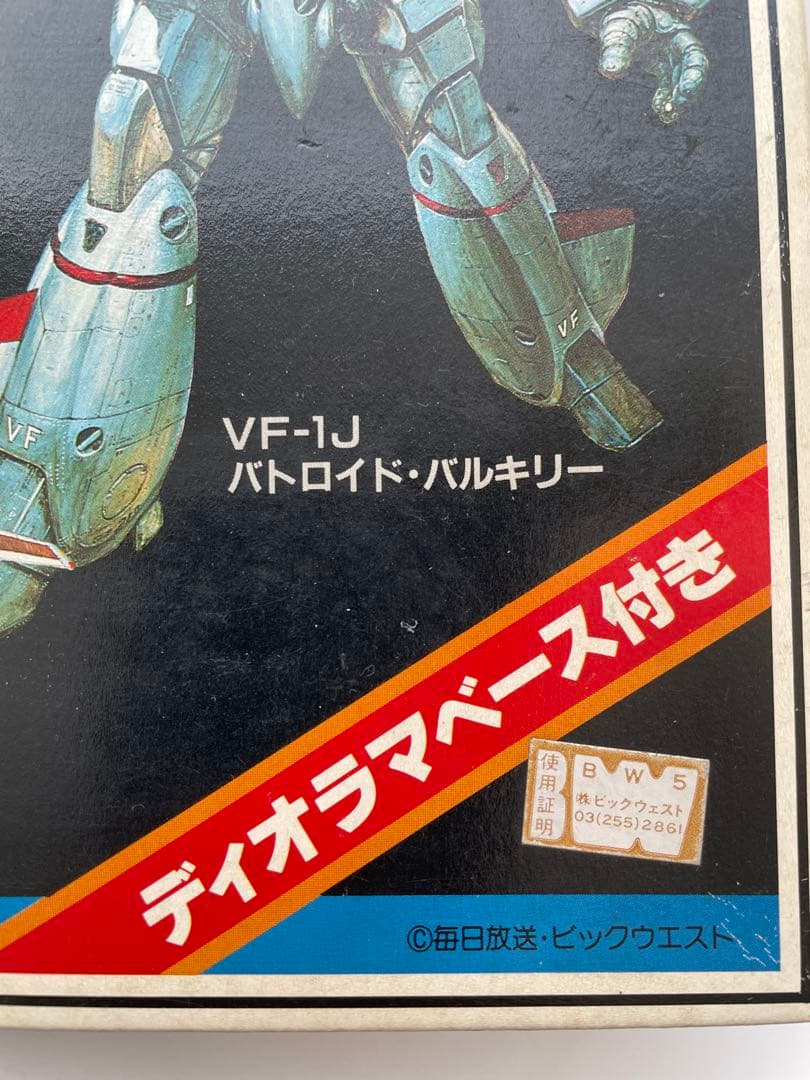 VF
VF
VF-1J
バトロイド・バルキリー
ディオラマベース付き
使用証明
BW5
㈱ビックウェスト
03(255)2861
©毎日放送・ビックウエスト